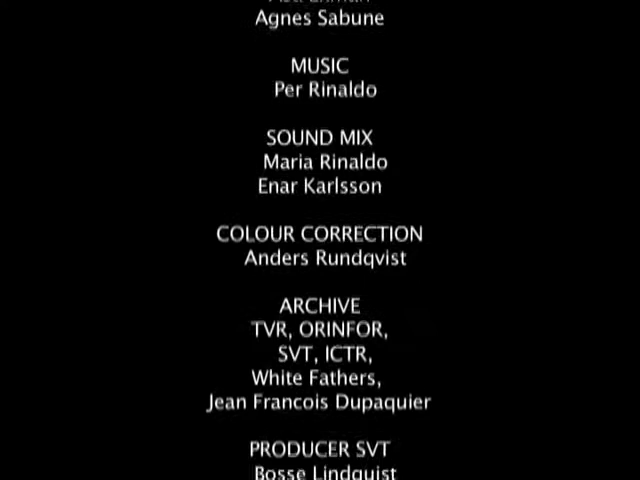 Agnes Sabune
MUSIC
Per Rinaldo
SOUND MIX
Maria Rinaldo
Enar Karlsson
COLOUR CORRECTION
Anders Rundqvist
ARCHIVE
TVR, ORINFOR,
SVT, ICTR,
White Fathers,
Jean Francois Dupaquier
PRODUCER SVT
Bosse Lindquist